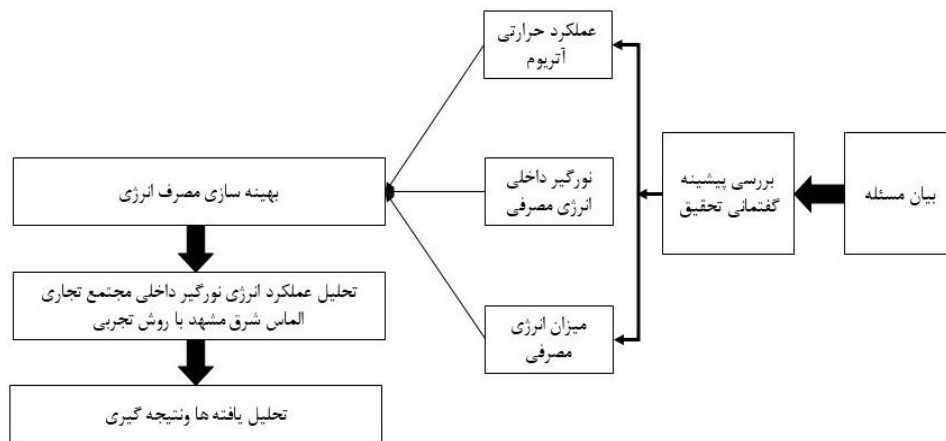 بیان مسئله
بررسی پیشینه
گفتمانی تحقیق
عملکرد حرارتی
آتریوم
نورگیر داخلی
انرژی مصرفی
میزان انرژی
مصرفی
بهینه سازی مصرف انرژی
تحلیل عملکرد انرژی نورگیر داخلی مجتمع تجاری
الماس شرق مشهد با روش تجربی
تحلیل یافته ها ونتیجه گیری